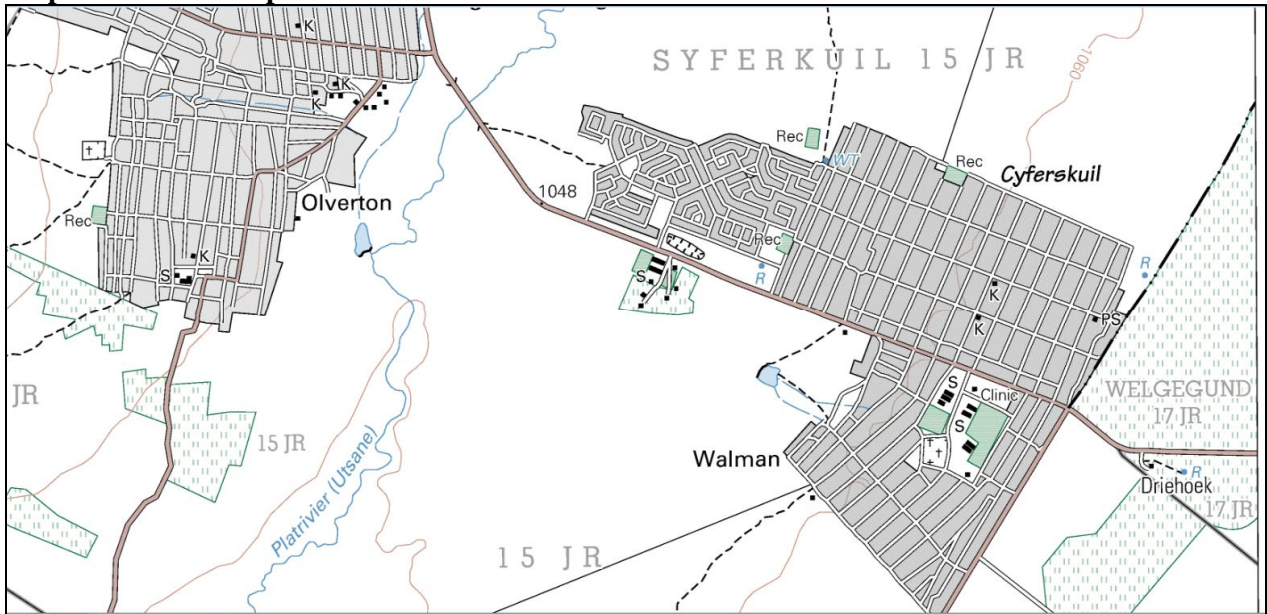 K
SYFERKUIL 15 JR
1060
K
K
Rec
WT
Rec
Cyferskuil
1048
Olverton
Rec
Rec
K
S
S
R
R
K
K
PS
JR
15 JR
S
Clinic
WELGEGUND
17 JR
S
Walman
R
Driehoek
17 JR
Platrivier (Utsane)
15 JR